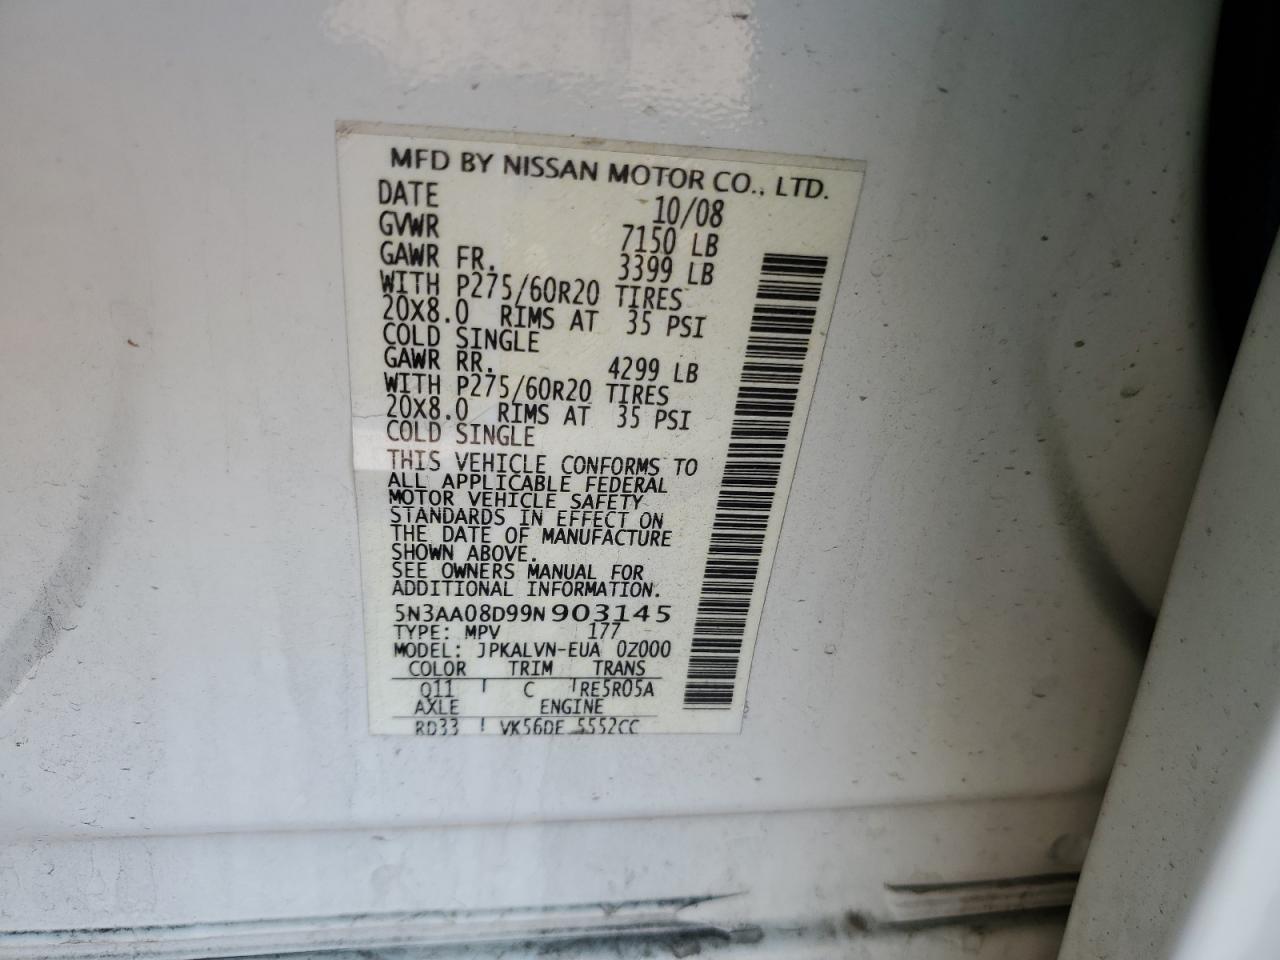 MFD BY NISSAN MOTOR CO., LTD.
DATE 10/08
GVWR 7150 LB
GAWR FR. 3399 LB
WITH P275/60R20 TIRES
20X8.0 RIMS AT 35 PSI
COLD SINGLE
GAWR RR. 4299 LB
WITH P275/60R20 TIRES
20X8.0 RIMS AT 35 PSI
COLD SINGLE
THIS VEHICLE CONFORMS TO
ALL APPLICABLE FEDERAL
MOTOR VEHICLE SAFETY
STANDARDS IN EFFECT ON
THE DATE OF MANUFACTURE
SHOWN ABOVE.
SEE OWNERS MANUAL FOR
ADDITIONAL INFORMATION.
5N3AA08D99N903145
TYPE: MPV 177
MODEL: JPKALVN-EUA 0Z000
COLOR TRIM TRANS
Q11 C RE5R05A
AXLE ENGINE
RD33 VK56DE 5552CC